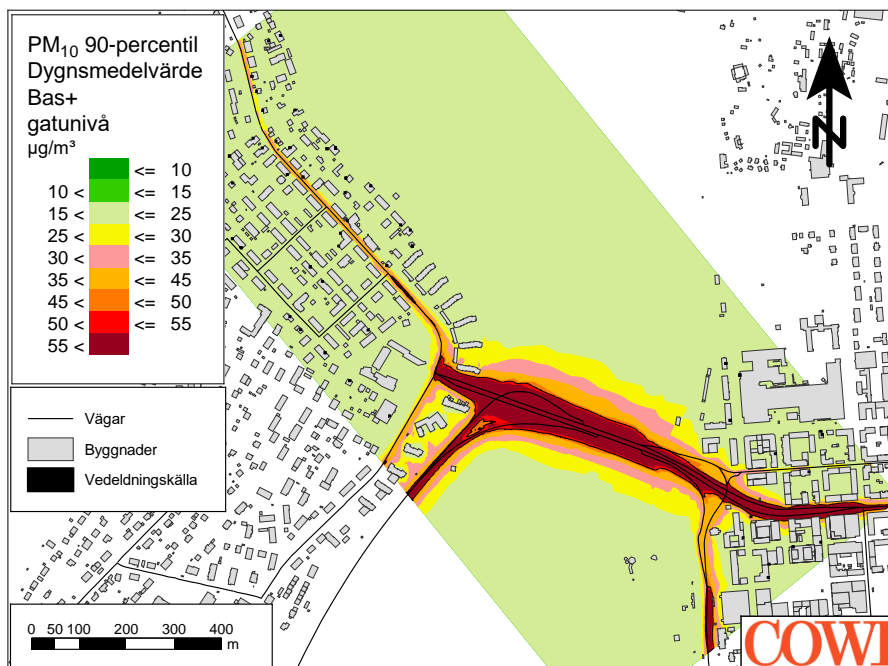 PM₁₀ 90-percentil
Dygnsmedelvärde
Bas+
gatunivå
µg/m³
<= 10
10 < <= 15
15 < <= 25
25 < <= 30
30 < <= 35
35 < <= 45
45 < <= 50
50 < <= 55
55 <
Vägar
Byggnader
Vedeldningskälla
0 50 100 200 300 400
m
N
COWI